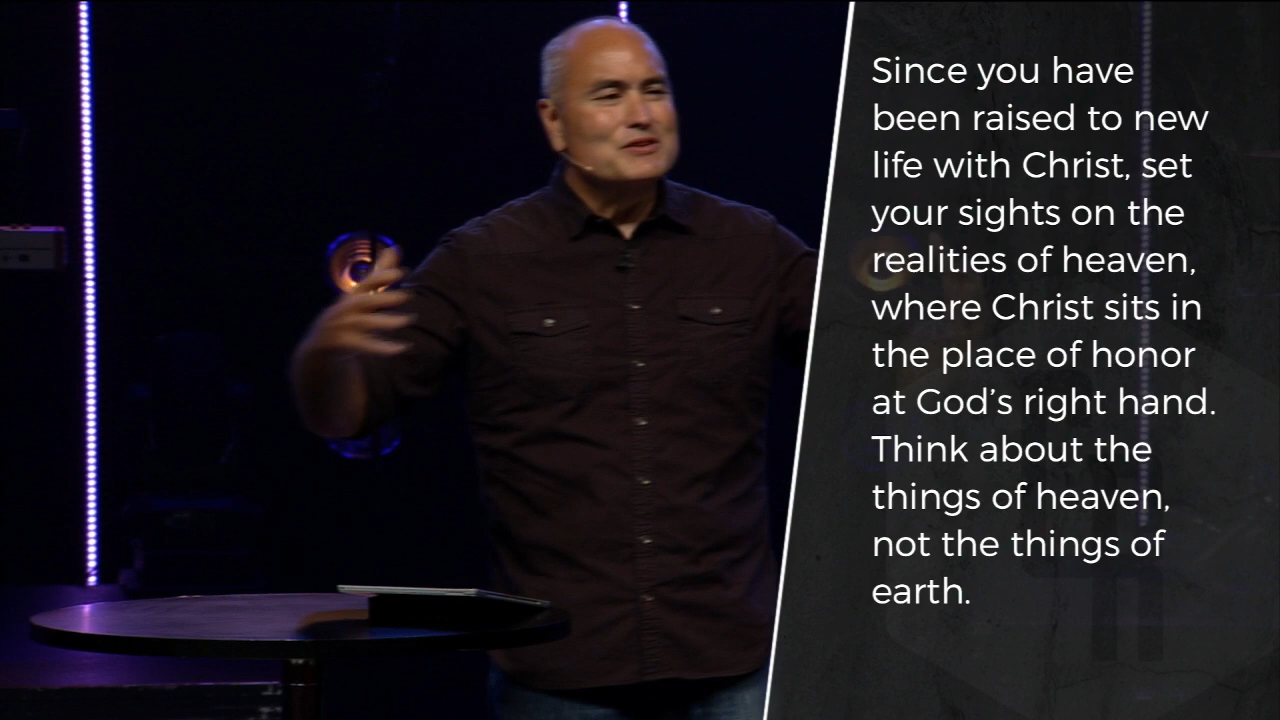 Since you have
been raised to new
life with Christ, set
your sights on the
realities of heaven,
where Christ sits in
the place of honor
at God’s right hand.
Think about the
things of heaven,
not the things of
earth.